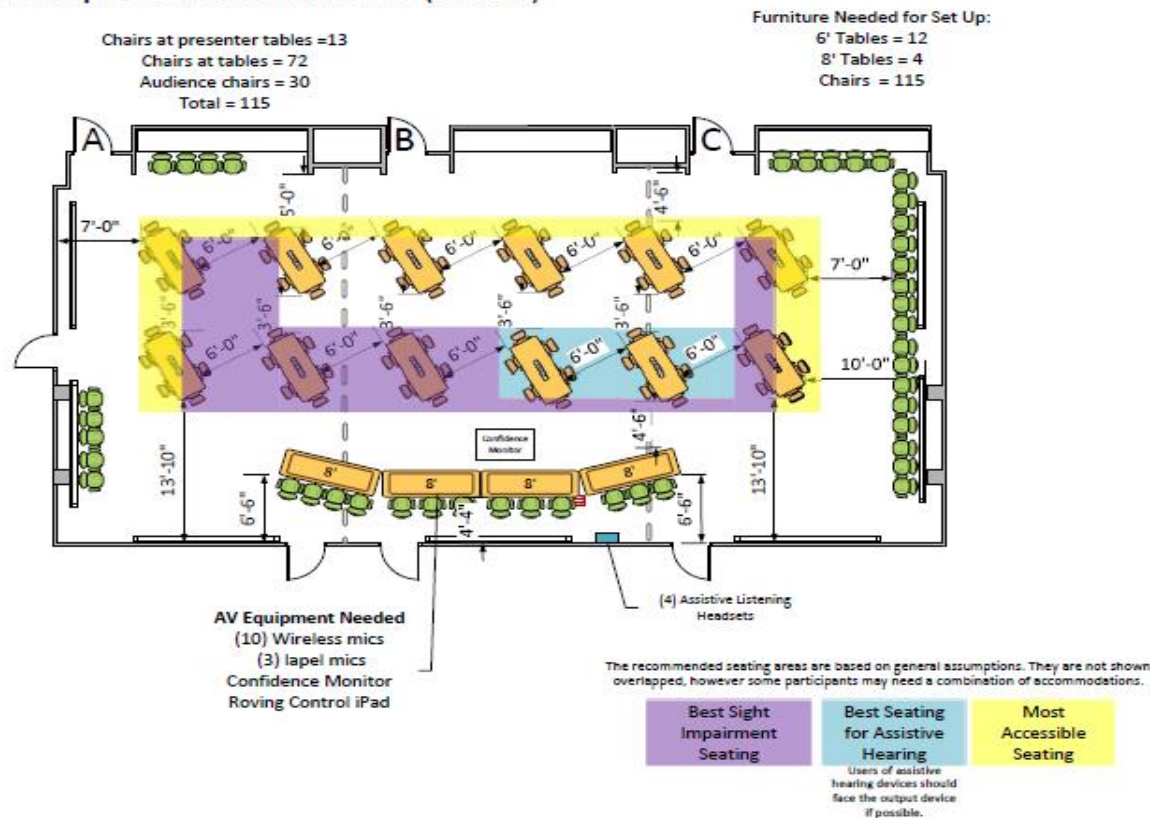 Chairs at presenter tables =13
Chairs at tables = 72
Audience chairs = 30
Total = 115
Furniture Needed for Set Up:
6' Tables = 12
8' Tables = 4
Chairs = 115
A
B
C
5'-0"
4'-6"
7'-0"
6'-0"
6'-0"
6'-0"
6'-0"
6'-0"
7'-0"
3'-6"
3'-6"
3'-6"
3'-6"
3'-6"
6'-0"
6'-0"
6'-0"
6'-0"
6'-0"
10'-0"
4'-6"
Confidence
Monitor
13'-10"
13'-10"
8'
8'
8'
8'
6'-6"
4'-4"
6'-6"
AV Equipment Needed
(10) Wireless mics
(3) lapel mics
Confidence Monitor
Roving Control iPad
(4) Assistive Listening
Headsets
The recommended seating areas are based on general assumptions. They are not shown
overlapped, however some participants may need a combination of accommodations.
Best Sight
Impairment
Seating
Best Seating
for Assistive
Hearing
Users of assistive
hearing devices should
face the output device
if possible.
Most
Accessible
Seating